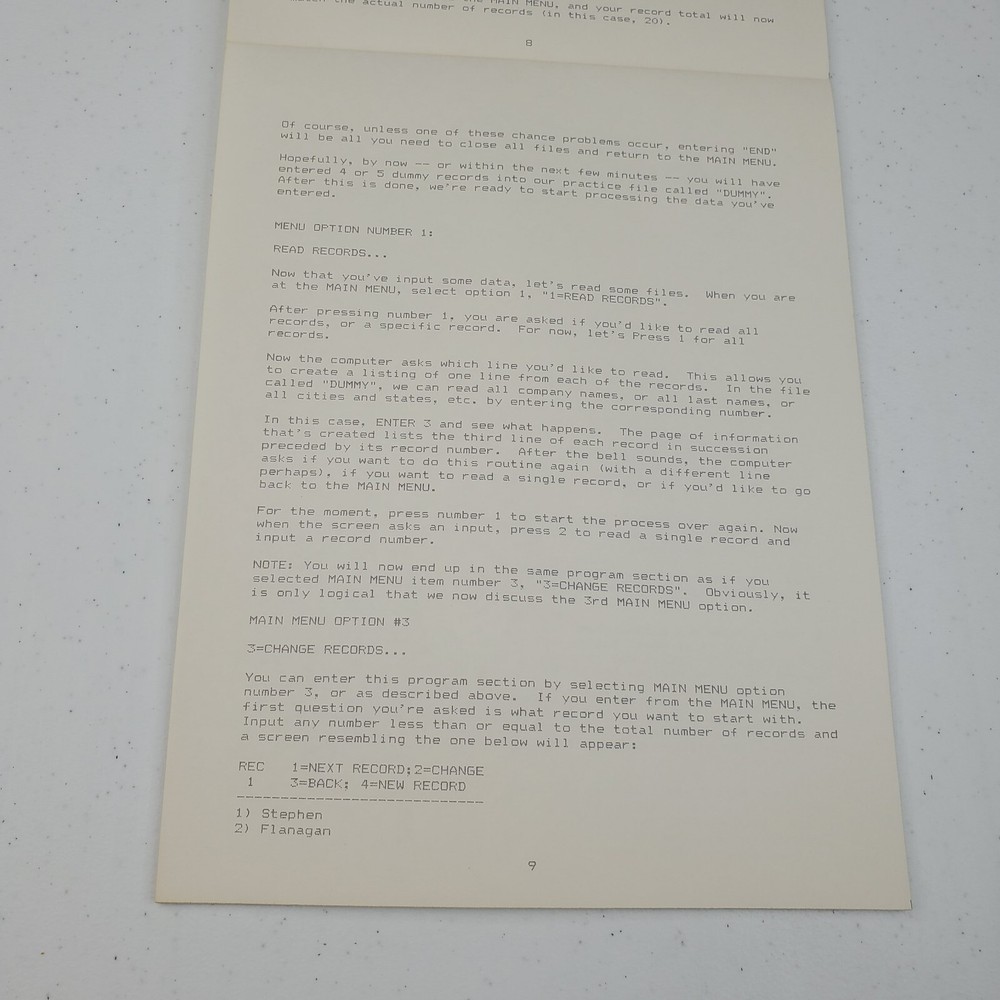 the MAIN MENU, and your record total will now
the actual number of records (in this case, 20).
8
Of course, unless one of these chance problems occur, entering "END"
will be all you need to close all files and return to the MAIN MENU.
Hopefully, by now -- or within the next few minutes -- you will have
entered 4 or 5 dummy records into our practice file called "DUMMY".
After this is done, we're ready to start processing the data you've
entered.
MENU OPTION NUMBER 1:
READ RECORDS...
Now that you've input some data, let's read some files.  When you are
at the MAIN MENU, select option 1, "1=READ RECORDS".
After pressing number 1, you are asked if you'd like to read all
records, or a specific record.  For now, let's Press 1 for all
records.
Now the computer asks which line you'd like to read.  This allows you
to create a listing of one line from each of the records.  In the file
called "DUMMY", we can read all company names, or all last names, or
all cities and states, etc. by entering the corresponding number.
In this case, ENTER 3 and see what happens.  The page of information
that's created lists the third line of each record in succession
preceded by its record number.  After the bell sounds, the computer
asks if you want to do this routine again (with a different line
perhaps), if you want to read a single record, or if you'd like to go
back to the MAIN MENU.
For the moment, press number 1 to start the process over again. Now
when the screen asks an input, press 2 to read a single record and
input a record number.
NOTE: You will now end up in the same program section as if you
selected MAIN MENU item number 3, "3=CHANGE RECORDS".  Obviously, it
is only logical that we now discuss the 3rd MAIN MENU option.
MAIN MENU OPTION #3
3=CHANGE RECORDS...
You can enter this program section by selecting MAIN MENU option
number 3, or as described above.  If you enter from the MAIN MENU, the
first question you're asked is what record you want to start with.
Input any number less than or equal to the total number of records and
a screen resembling the one below will appear:
REC   1=NEXT RECORD;2=CHANGE
1    3=BACK; 4=NEW RECORD
----------------------------
1) Stephen
2) Flanagan
9